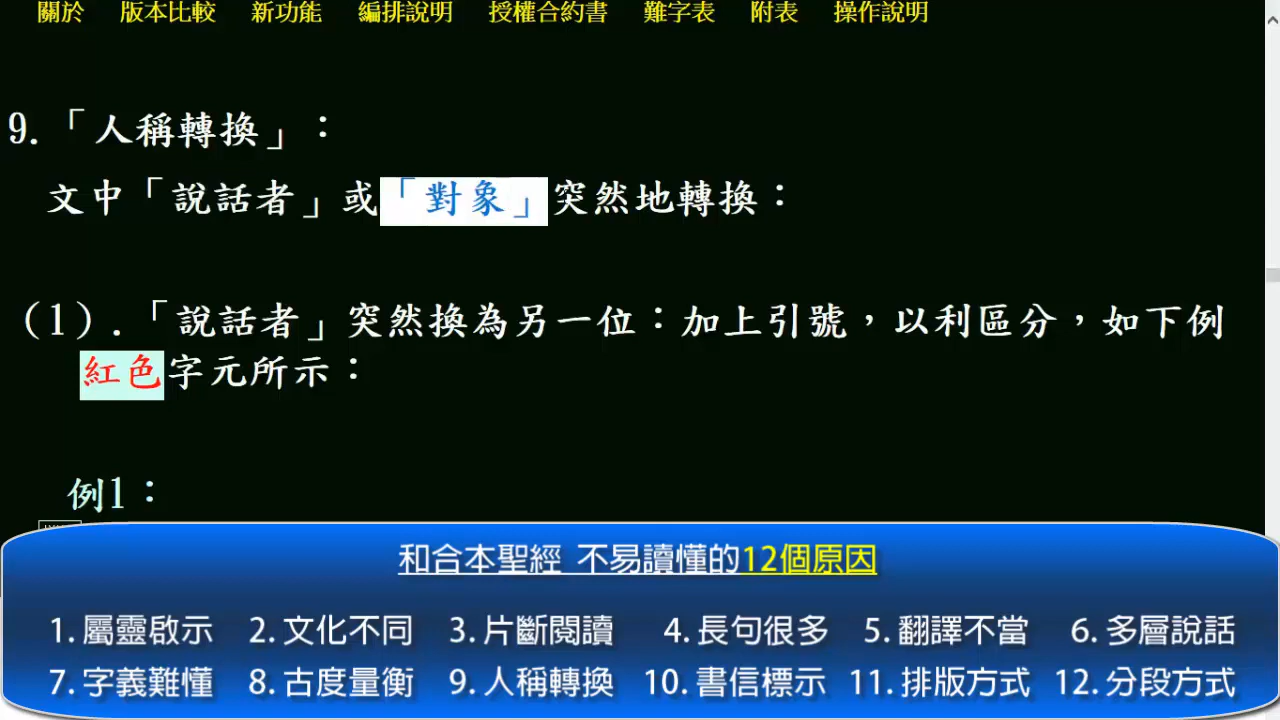 關於 版本比較 新功能 編排說明 授權合約書 難字表 附表 操作說明
9.「人稱轉換」：
文中「說話者」或「對象」突然地轉換：
（1）.「說話者」突然換為另一位：加上引號，以利區分，如下例
紅色字元所示：
例1：
和合本聖經 不易讀懂的12個原因
1. 屬靈啟示 2. 文化不同 3. 片斷閱讀 4. 長句很多 5. 翻譯不當 6. 多層說話
7. 字義難懂 8. 古度量衡 9. 人稱轉換 10. 書信標示 11. 排版方式 12. 分段方式